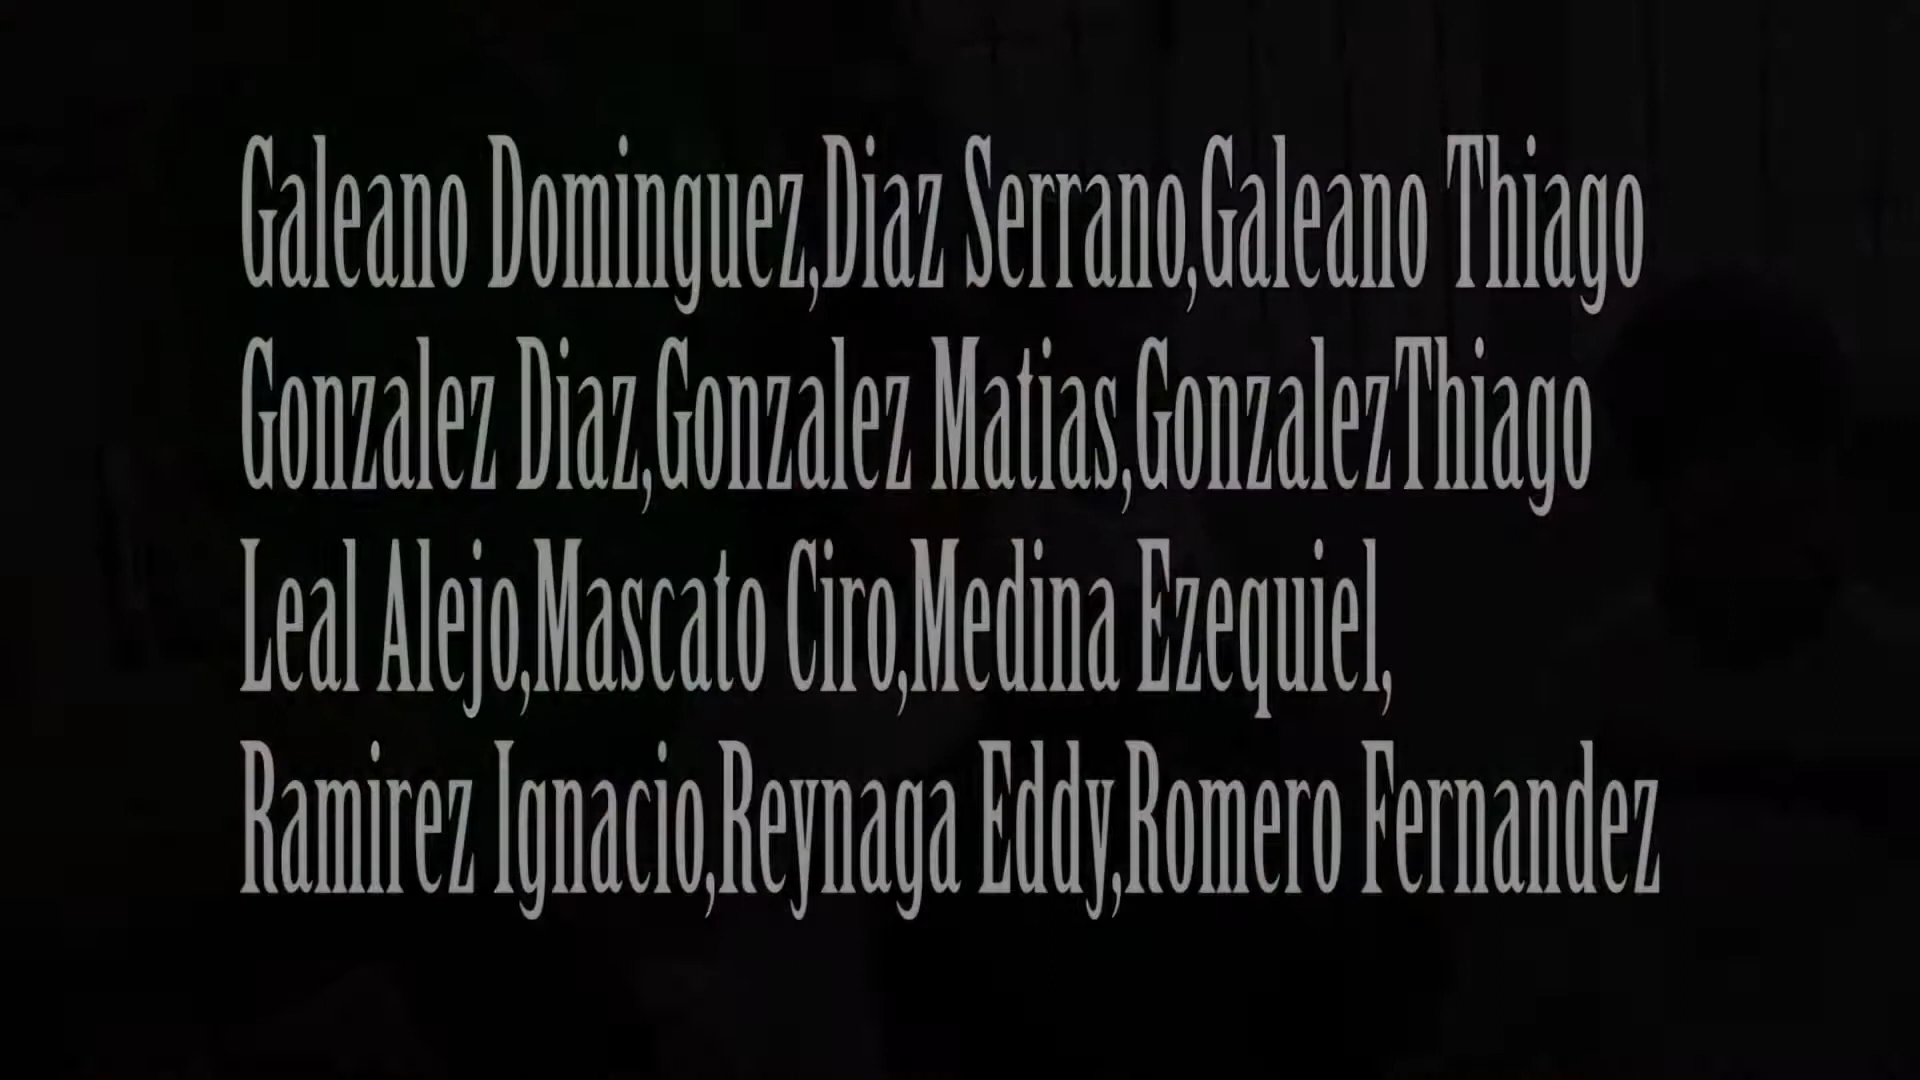 Galeano Dominguez,Diaz Serrano,Galeano Thiago
Gonzalez Diaz,Gonzalez Matias,GonzalezThiago
Leal Alejo,Mascato Ciro,Medina Ezequiel,
Ramirez Ignacio,Reynaga Eddy,Romero Fernandez